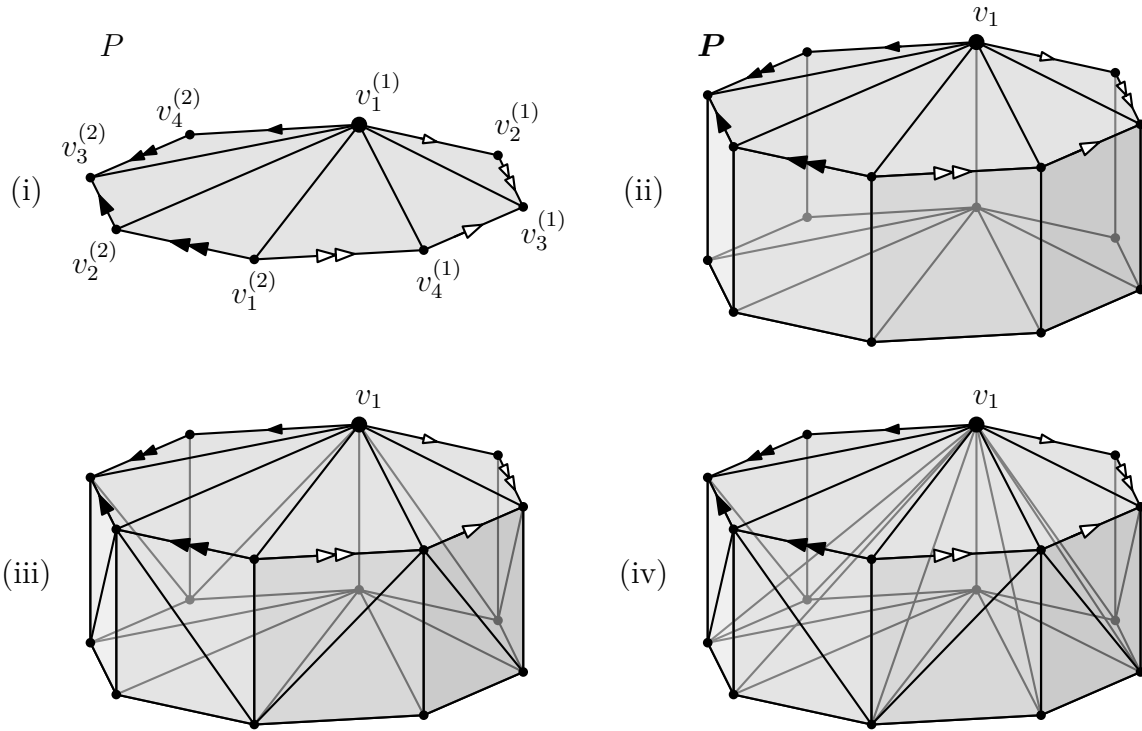 P
v_1^{(1)}
v_4^{(2)}
v_2^{(1)}
v_3^{(2)}
(i)
v_3^{(1)}
v_2^{(2)}
v_4^{(1)}
v_1^{(2)}
P
v_1
(ii)
v_1
(iii)
v_1
(iv)